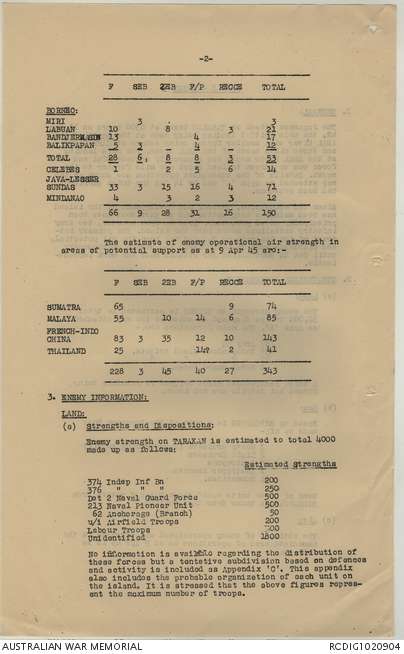 -2-
F SEB 2EB F/P RECCE TOTAL
BORNEO:
MIRI 3 3
LABUAN 10 8 3 21
BANDJERMASIN 13 4 17
BALIKPAPAN 5 3 4 12
TOTAL 28 6 8 8 3 53
CELEBES 1 2 5 6 14
JAVA-LESSER
SUNDAS 33 3 15 16 4 71
MINDANAO 4 3 2 3 12
66 9 28 31 16 150
The estimate of enemy operational air strength in
areas of potential support as at 9 Apr 45 are:-
F SEB 2EB F/P RECCE TOTAL
SUMATRA 65 9 74
MALAYA 55 10 14 6 85
FRENCH-INDO
CHINA 83 3 35 12 10 143
THAILAND 25 14? 2 41
228 3 45 40 27 343
3. ENEMY INFORMATION:
LAND:
(a) Strengths and Dispositions:
Enemy strength on TARAKAN is estimated to total 4000
made up as follows:
Estimated Strengths
374 Indep Inf Bn 200
376 " " " 250
Det 2 Naval Guard Force 500
213 Naval Pioneer Unit 500
62 Anchorage (Branch) 50
u/i Airfield Troops 200
Labour Troops 500
Unidentified 1800
No information is available regarding the distribution of
these forces but a tentative subdivision based on defences
and activity is included as Appendix 'C'. This appendix
also includes the probable organization of each unit on
the island. It is stressed that the above figures repres-
ent the maximum number of troops.
AUSTRALIAN WAR MEMORIAL
RCDIG1020904